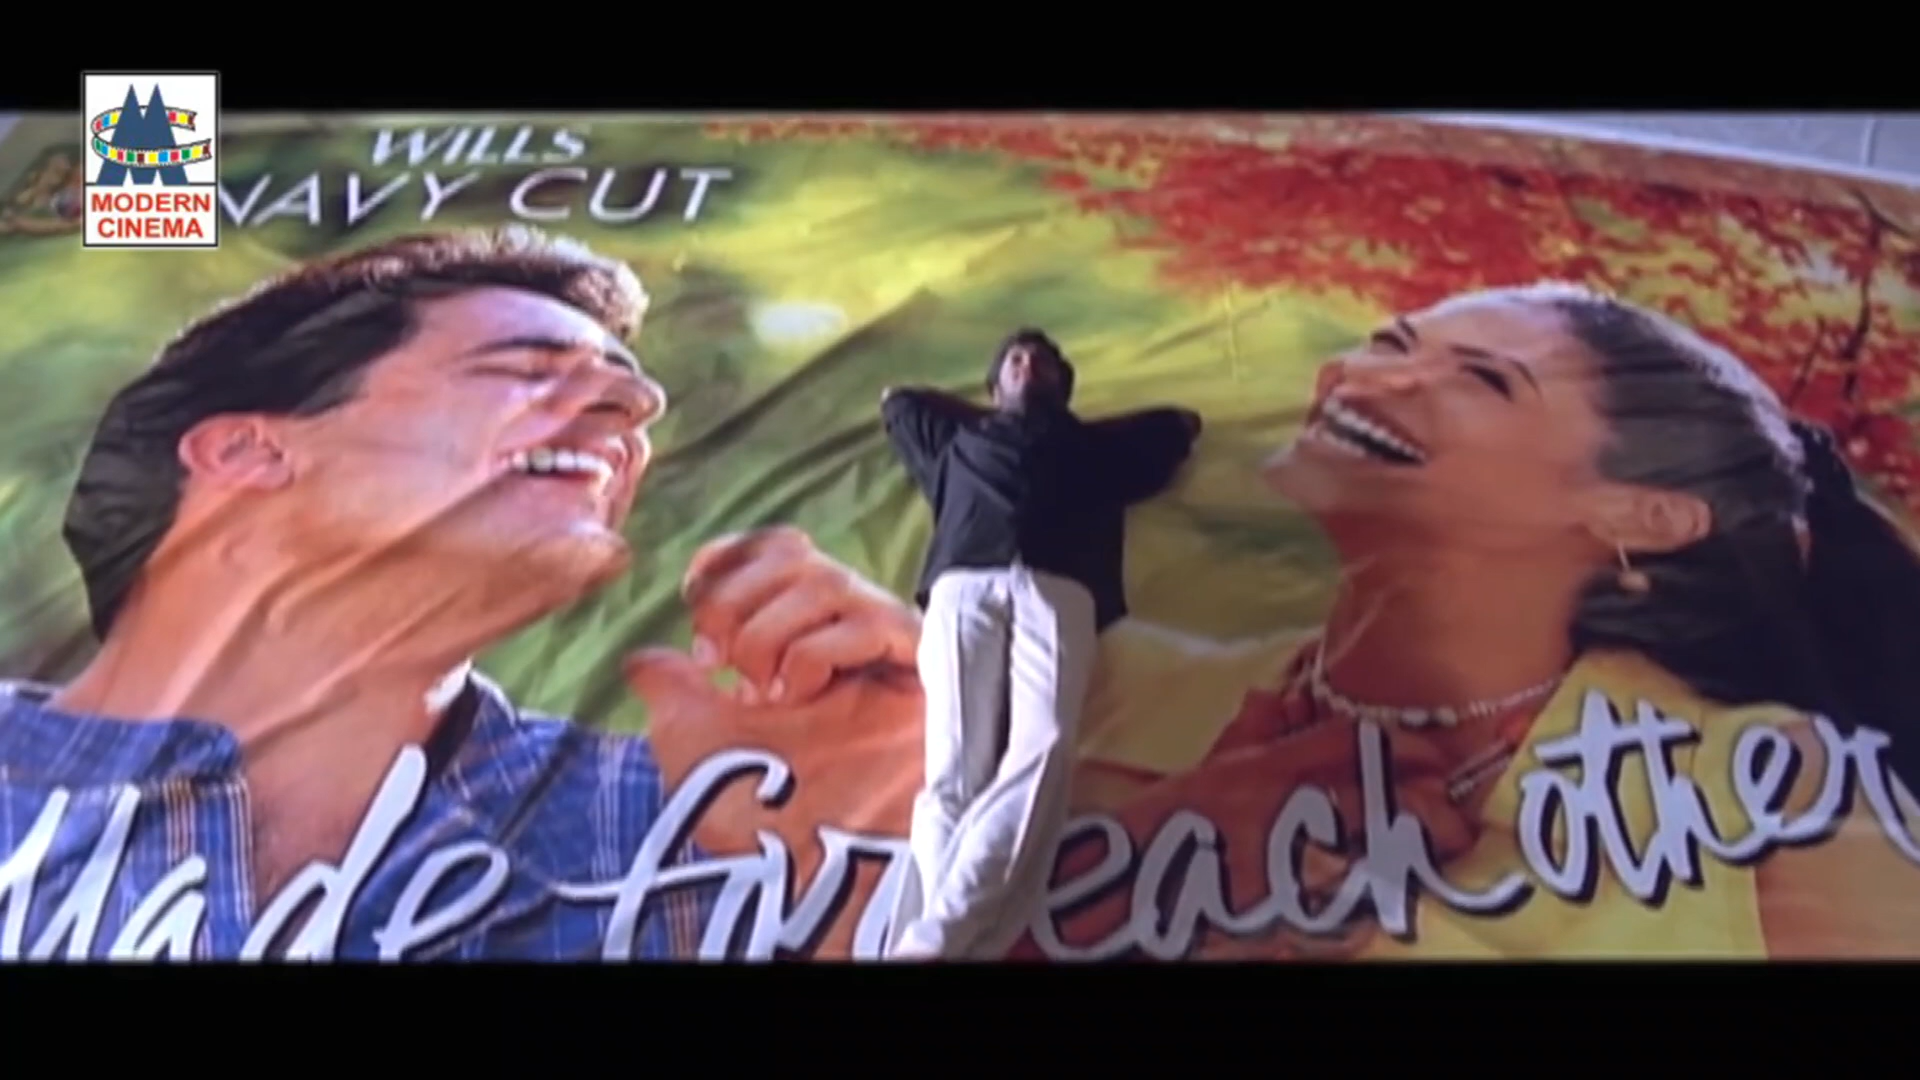 WILLS
NAVY CUT
MODERN
CINEMA
Made for each other